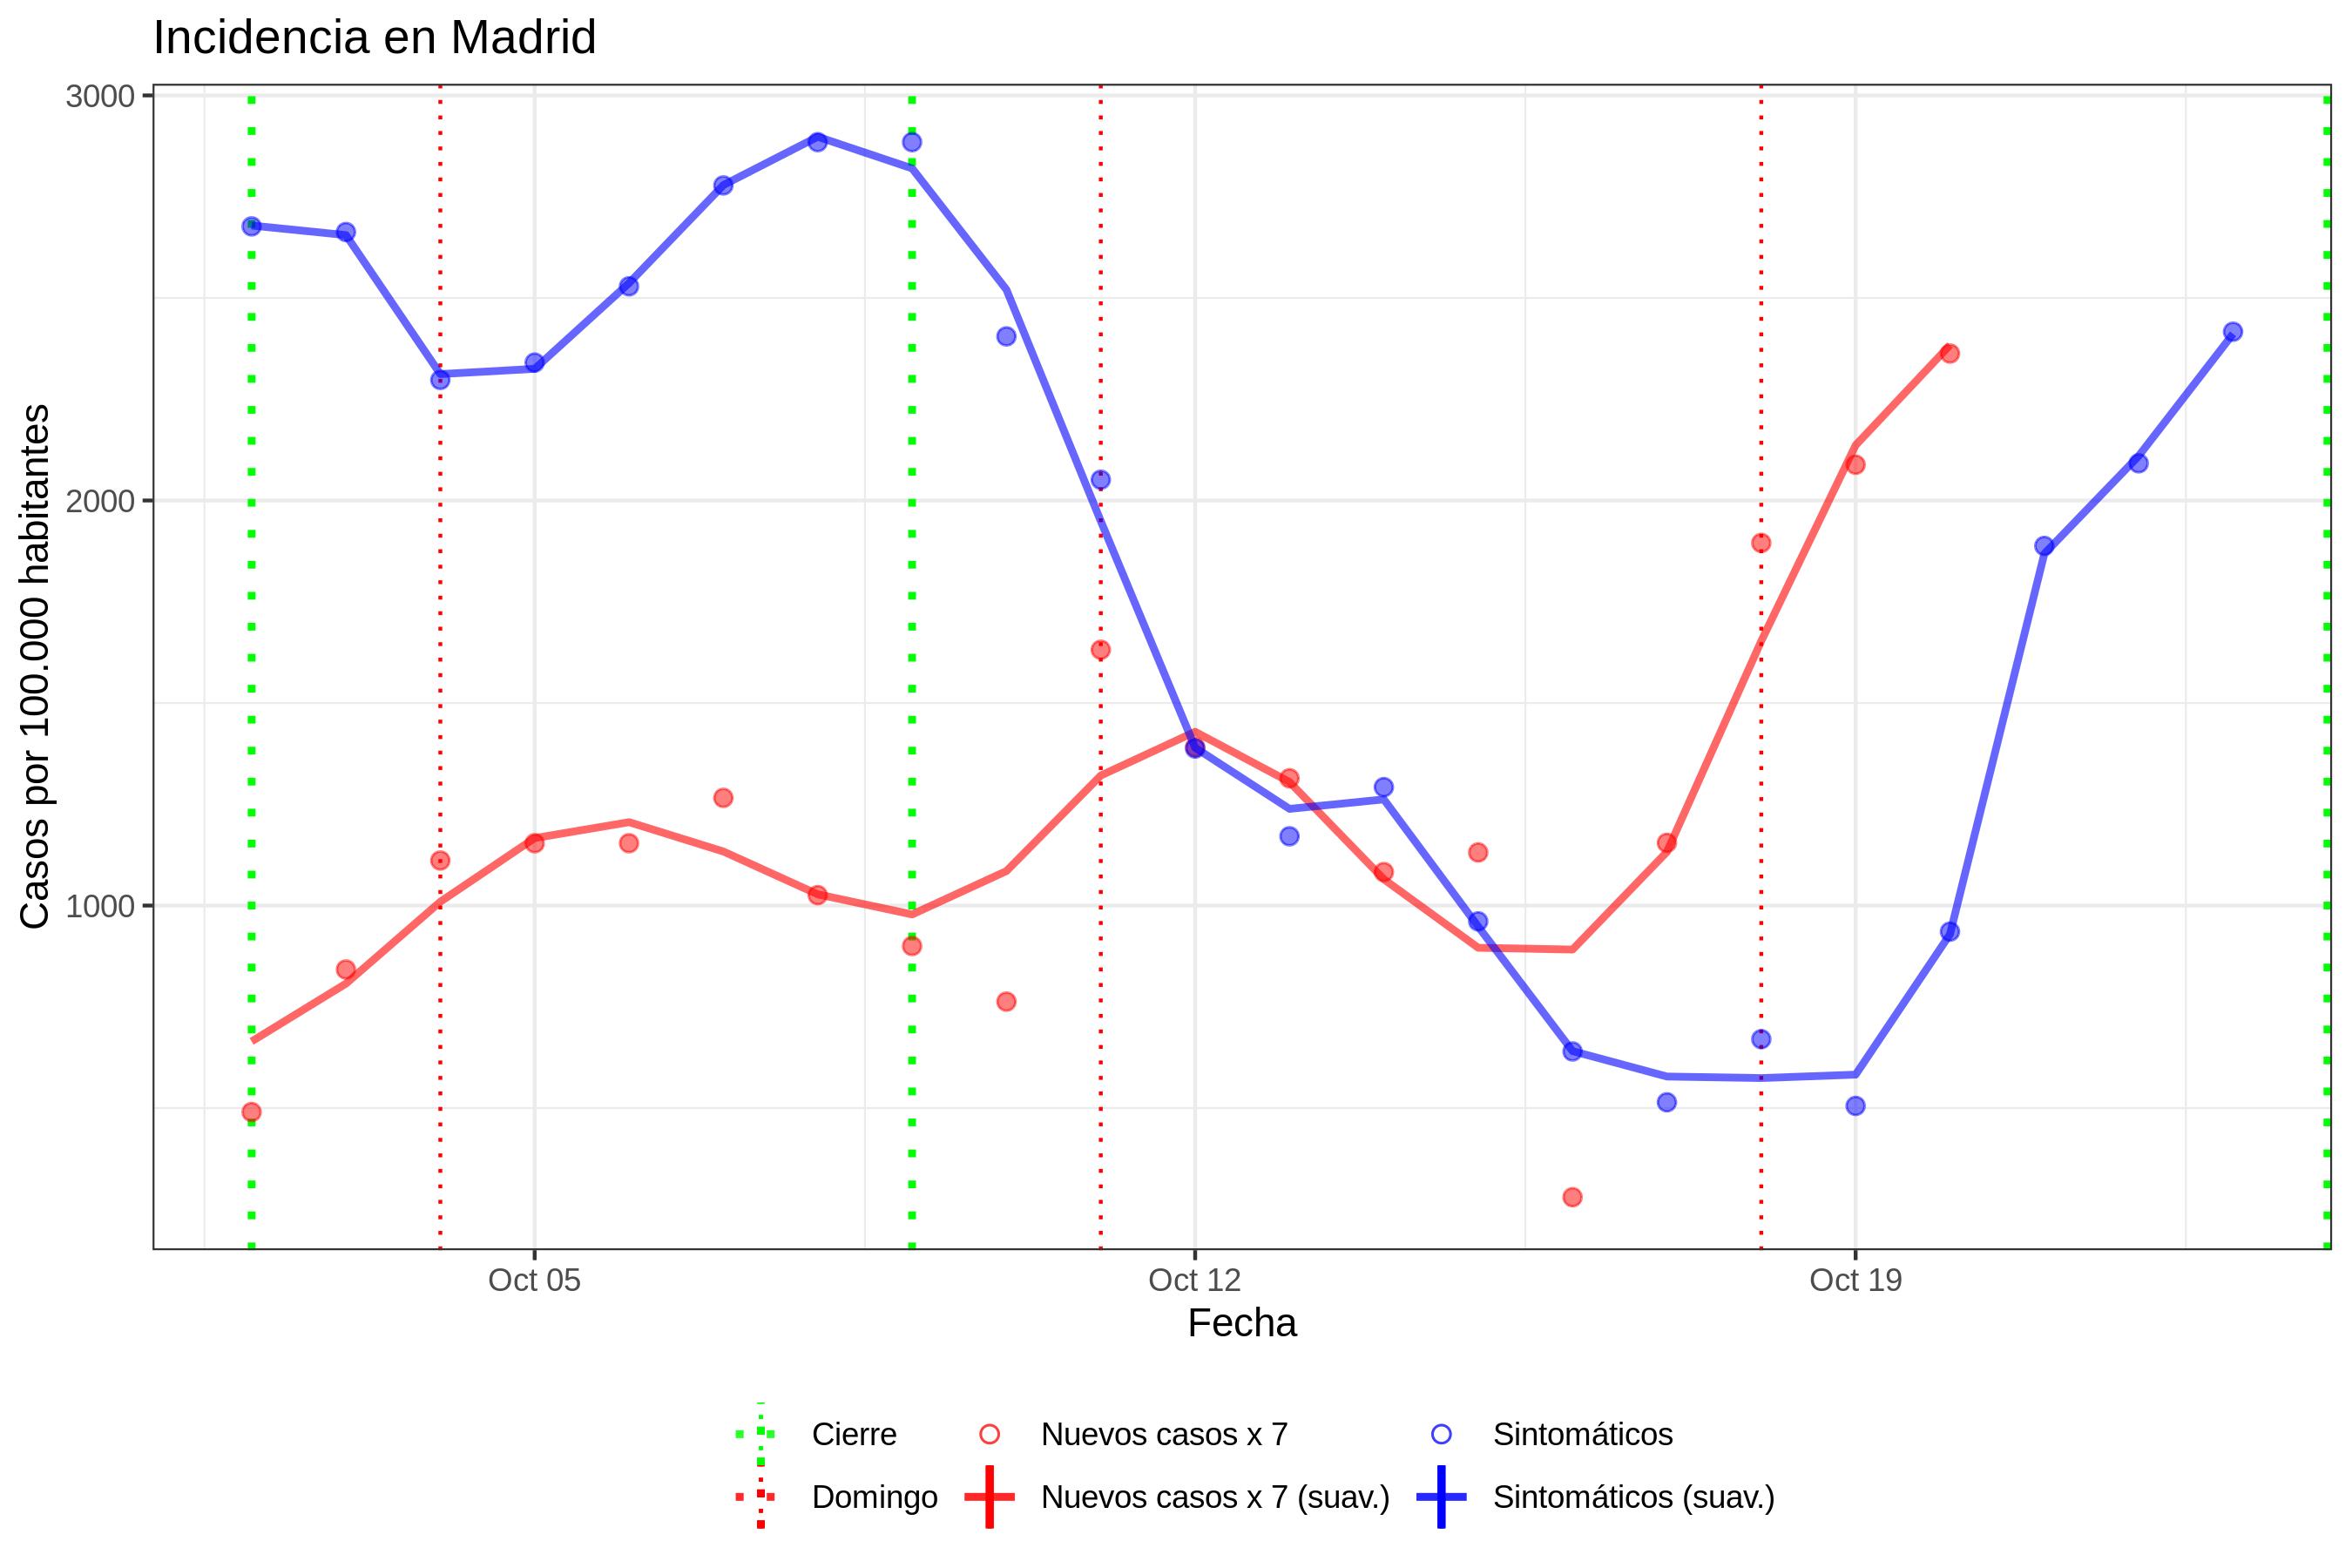 Incidencia en Madrid
Casos por 100.000 habitantes
3000
2000
1000
Oct 05
Oct 12
Oct 19
Fecha
Cierre
Nuevos casos x 7
Sintomáticos
Domingo
Nuevos casos x 7 (suav.)
Sintomáticos (suav.)